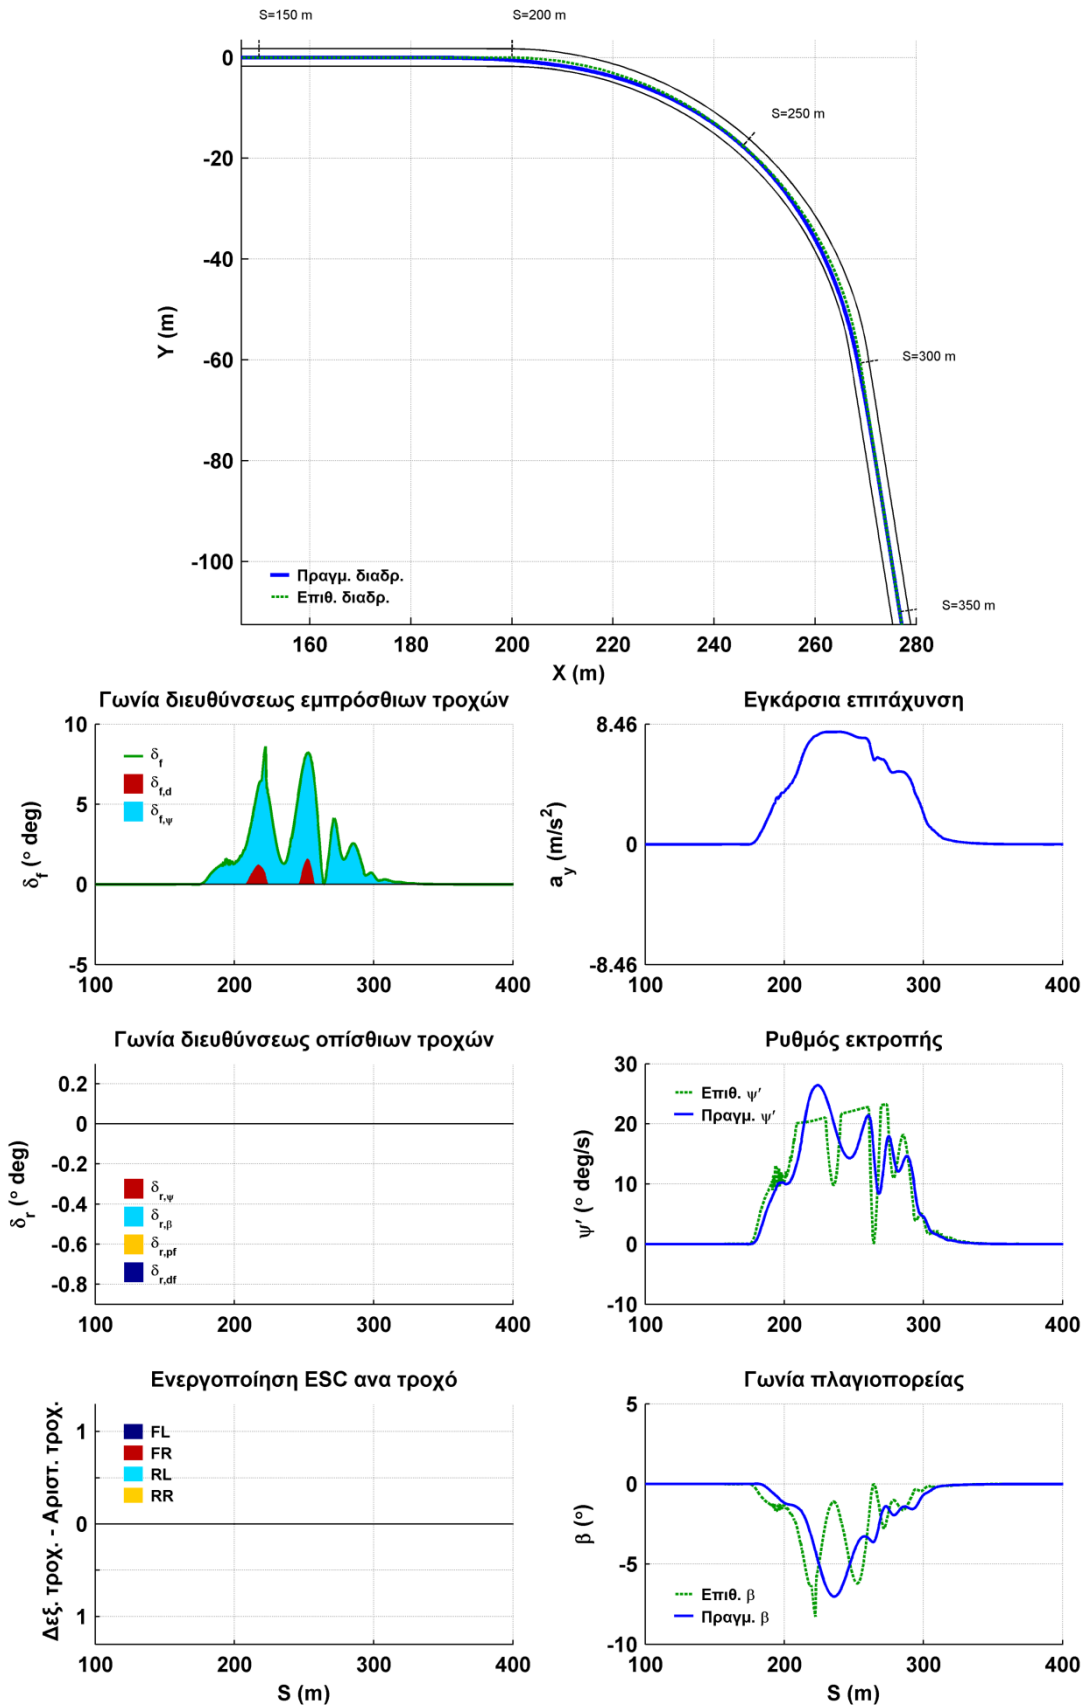 S=150 m
S=200 m
0
-20
-40
-60
-80
-100
Y (m)
S=250 m
S=300 m
S=350 m
Πραγμ. διαδρ.
Επιθ. διαδρ.
160 180 200 220 240 260 280
X (m)
Γωνία διευθύνσεως εμπρόσθιων τροχών
10
5
0
-5
δf (° deg)
δf
δf,d
δf,ψ
100 200 300 400
Εγκάρσια επιτάχυνση
8.46
0
-8.46
ay (m/s2)
100 200 300 400
Γωνία διευθύνσεως οπίσθιων τροχών
0.2
0
-0.2
-0.4
-0.6
-0.8
δr (° deg)
δr,ψ
δr,β
δr,pf
δr,df
100 200 300 400
Ρυθμός εκτροπής
30
20
10
0
-10
ψ′ (° deg/s)
Επιθ. ψ′
Πραγμ. ψ′
100 200 300 400
Ενεργοποίηση ESC ανα τροχό
1
0
1
Δεξ. τροχ. - Αριστ. τροχ.
FL
FR
RL
RR
100 200 300 400
S (m)
Γωνία πλαγιοπορείας
5
0
-5
-10
β (°)
Επιθ. β
Πραγμ. β
100 200 300 400
S (m)